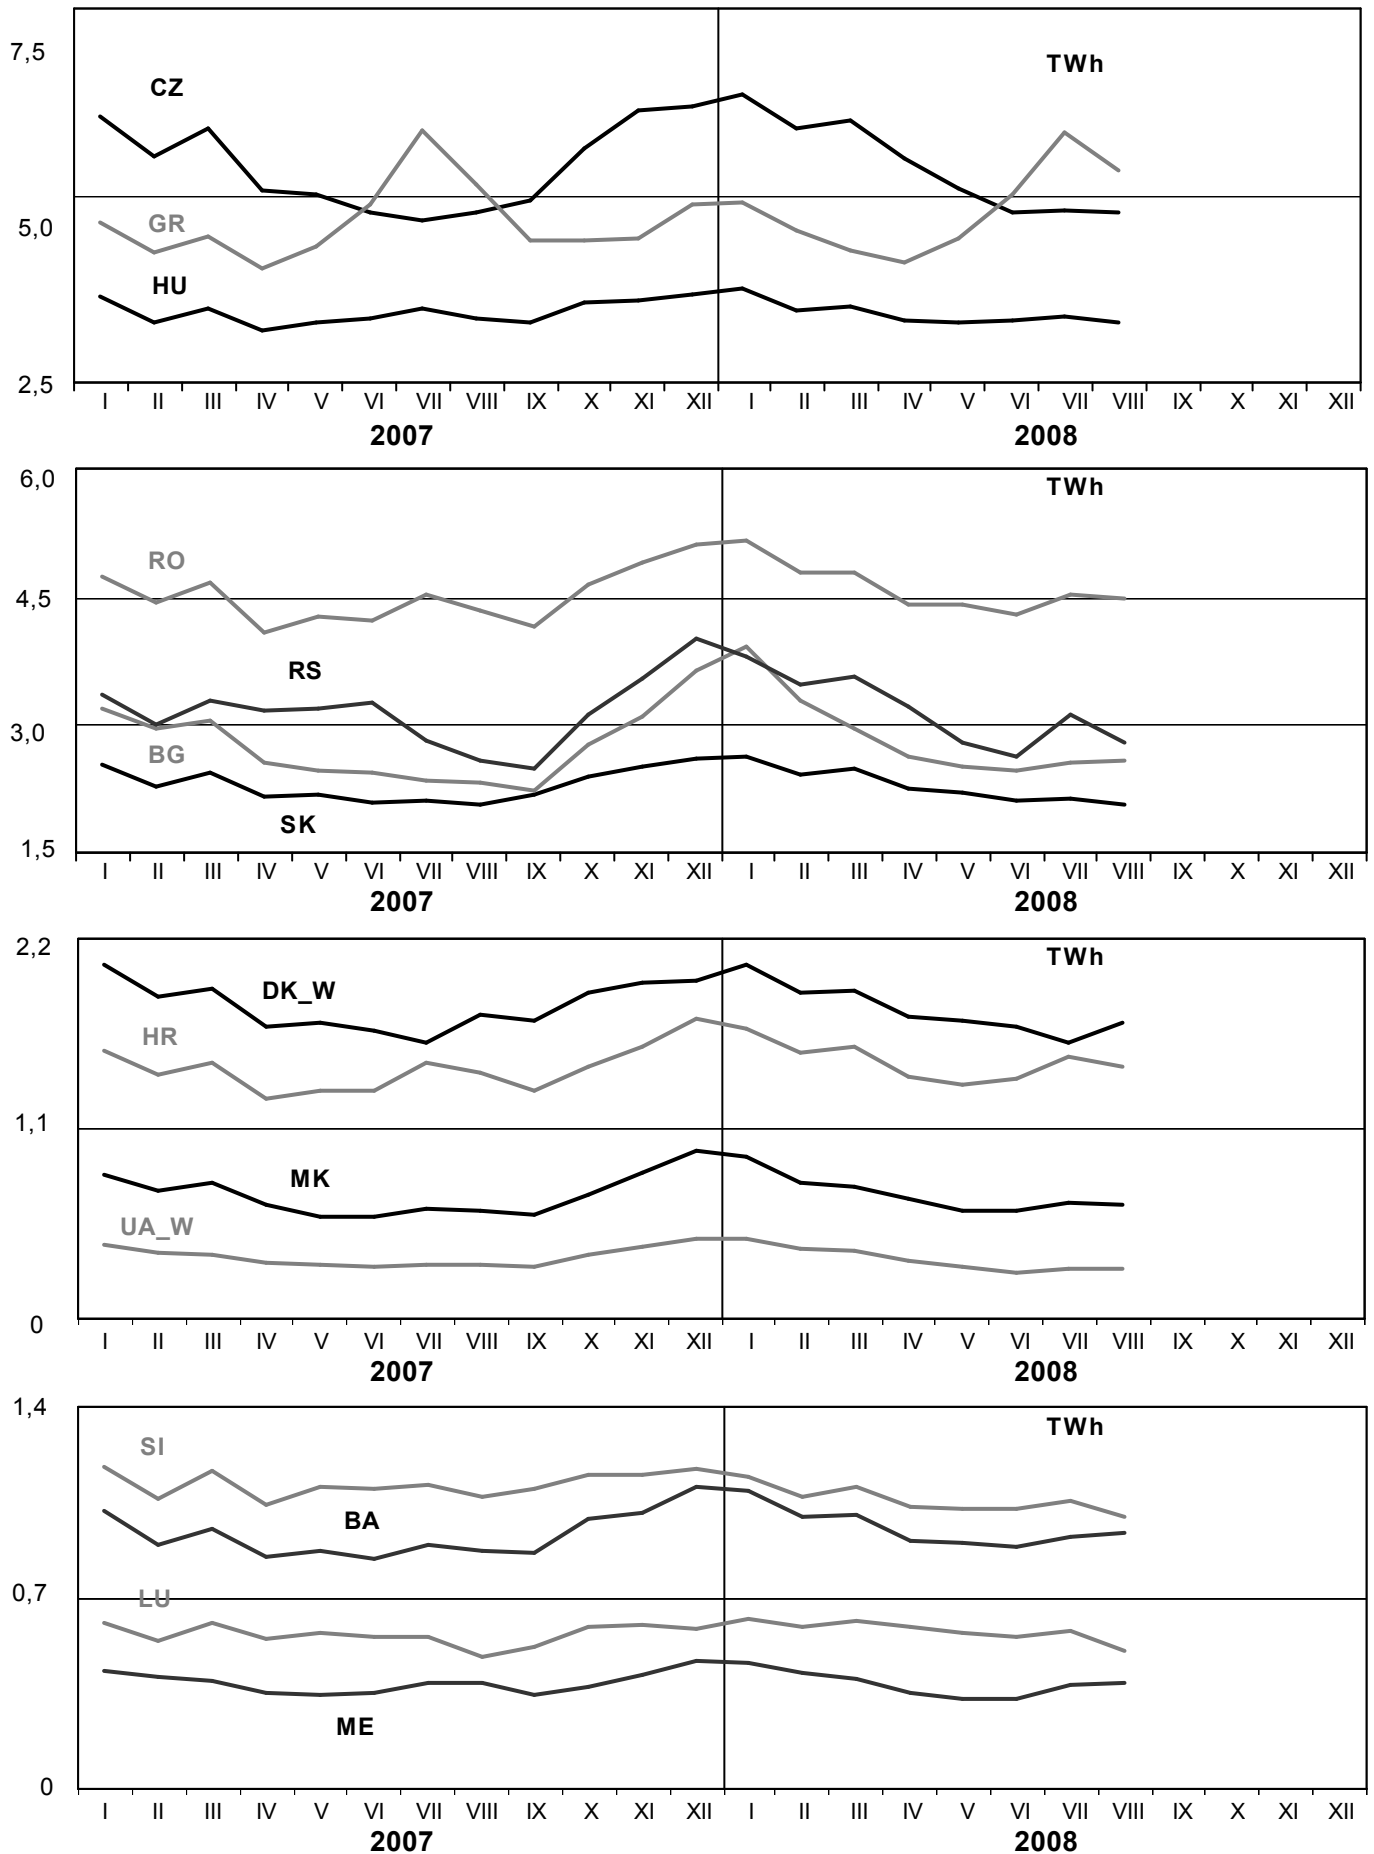 7,5
TWh
CZ
GR
5,0
HU
2,5
I II III IV V VI VII VIII IX X XI XII I II III IV V VI VII VIII IX X XI XII
2007 2008
6,0
TWh
RO
4,5
RS
3,0
BG
SK
1,5
I II III IV V VI VII VIII IX X XI XII I II III IV V VI VII VIII IX X XI XII
2007 2008
2,2
TWh
DK_W
HR
1,1
MK
UA_W
0
I II III IV V VI VII VIII IX X XI XII I II III IV V VI VII VIII IX X XI XII
2007 2008
1,4
TWh
SI
BA
0,7
LU
ME
0
I II III IV V VI VII VIII IX X XI XII I II III IV V VI VII VIII IX X XI XII
2007 2008